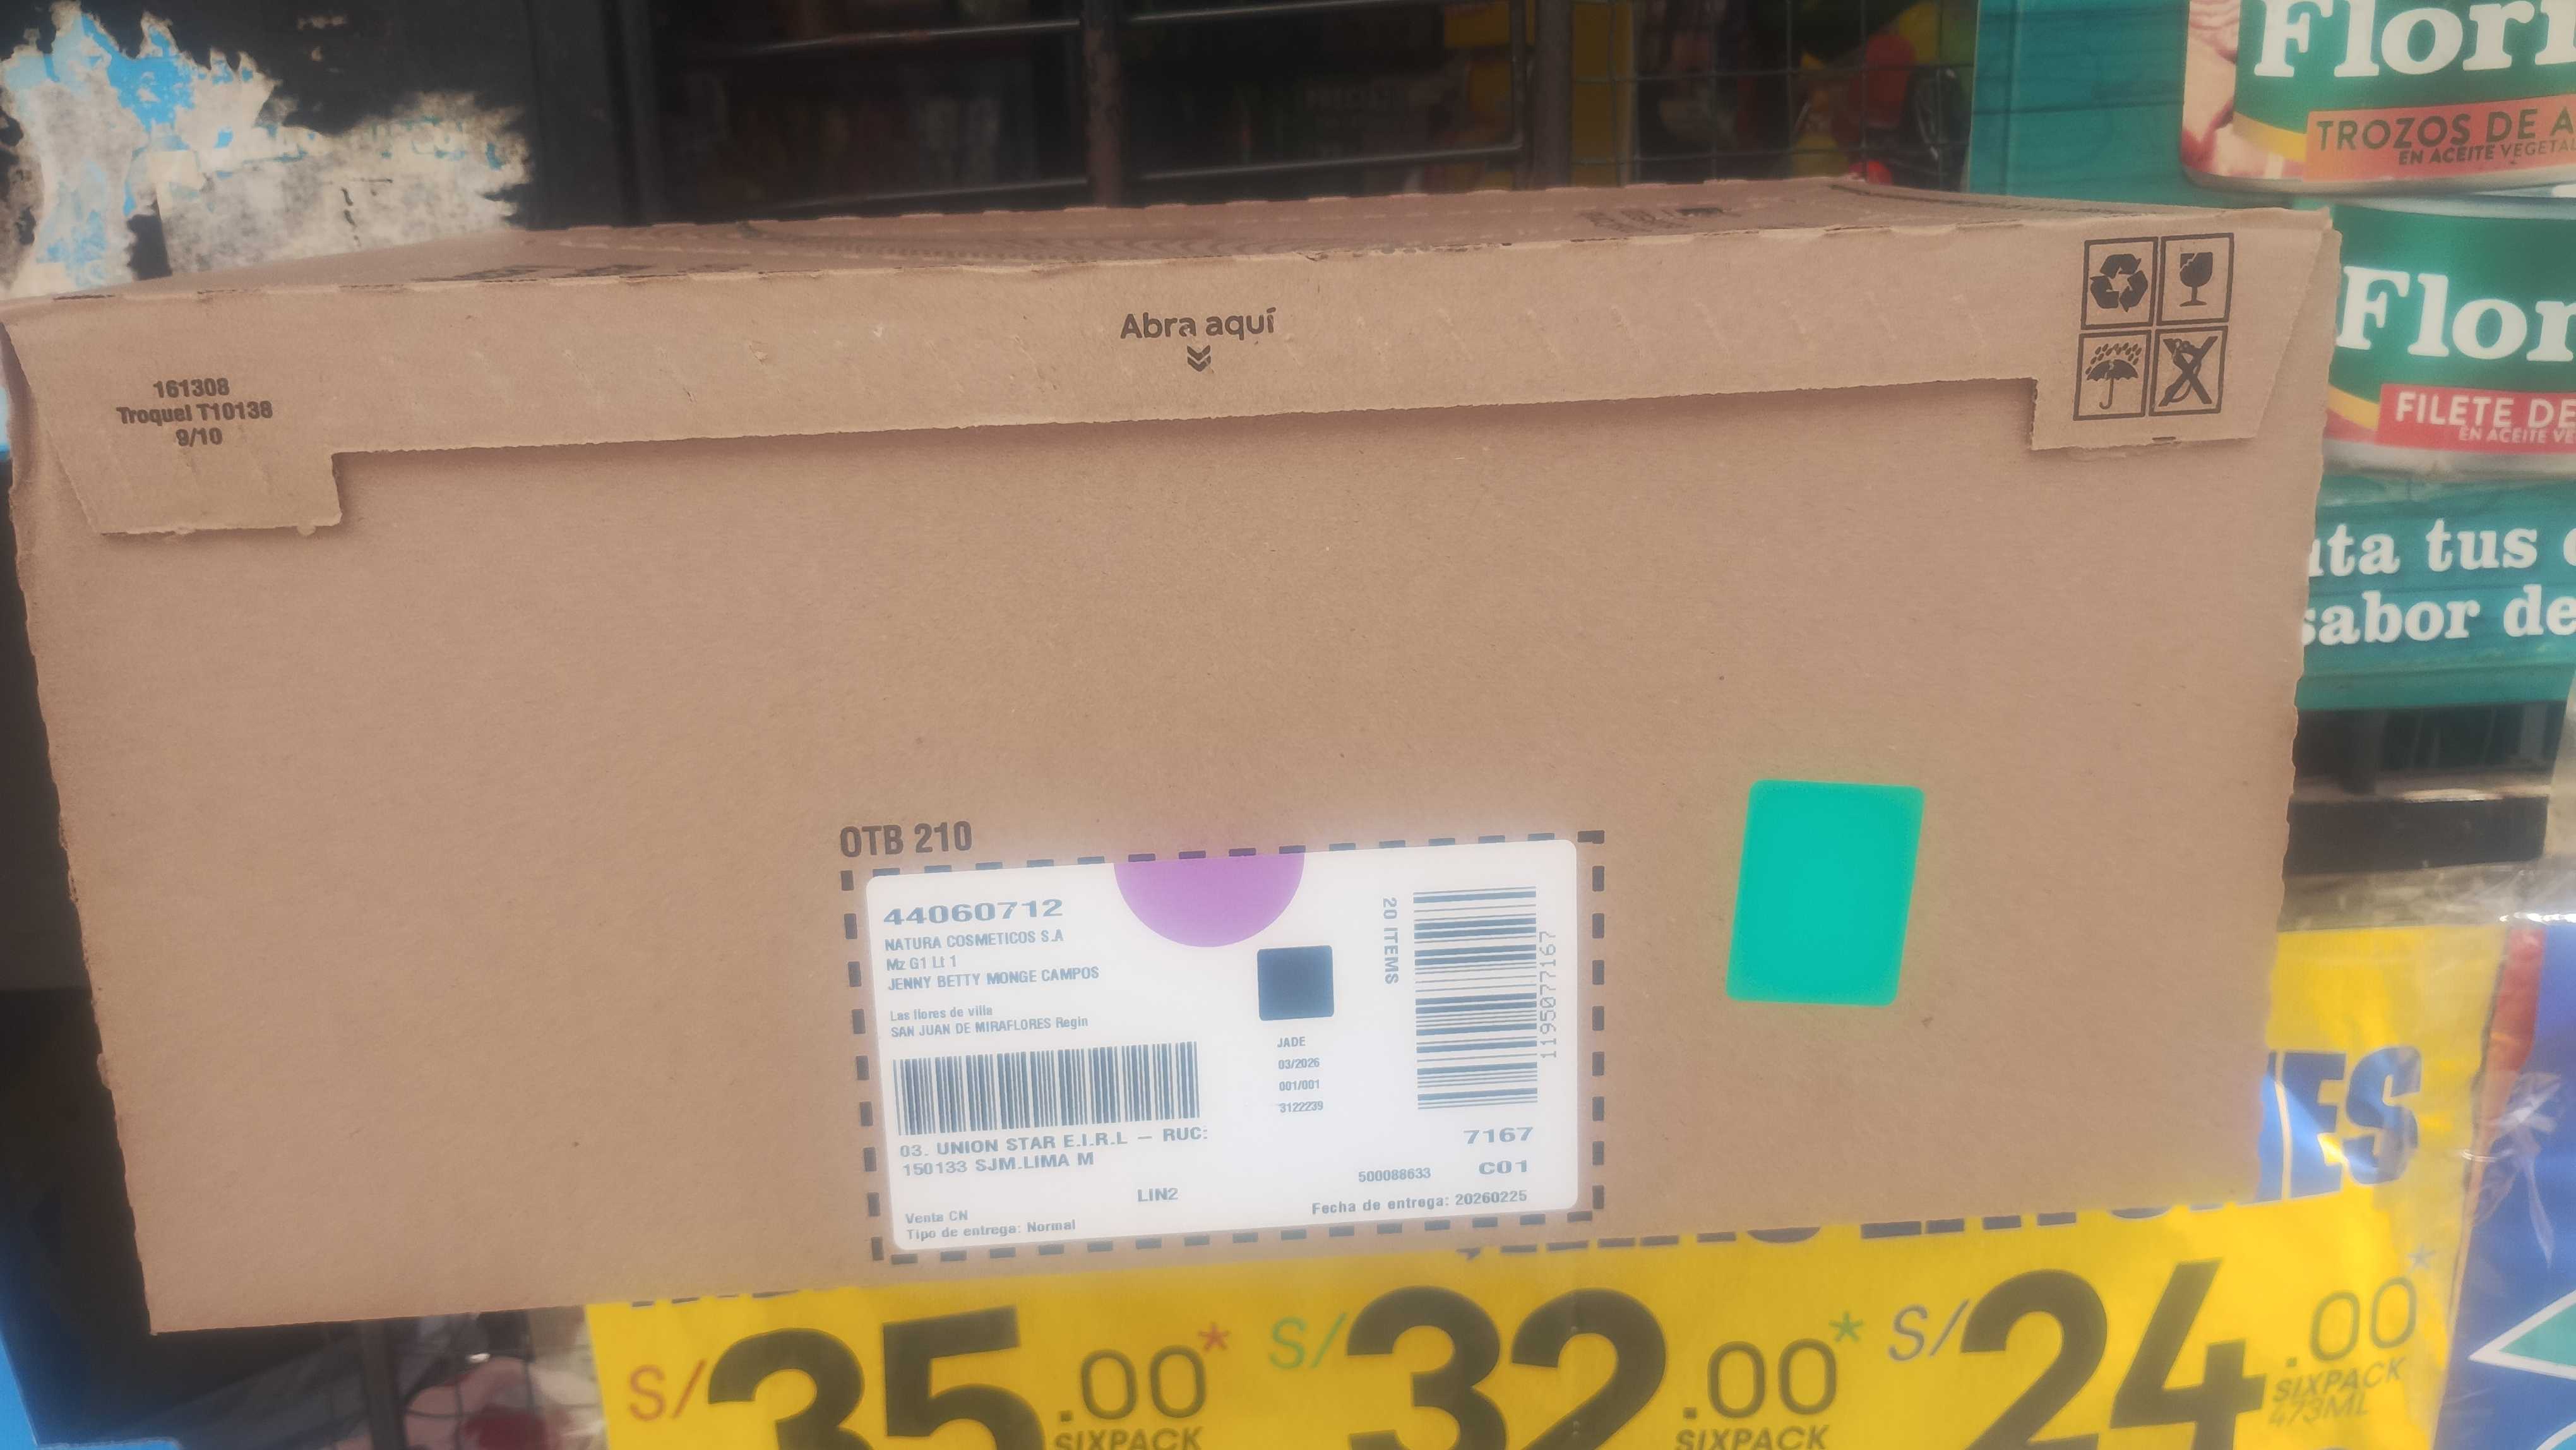 Flori
TROZOS DE A
EN ACEITE VEGETAL
Abra aquí
161308
Troquel T10138
9/10
Flor
FILETE DE
EN ACEITE VE
uta tus
sabor de
OTB 210
44060712
NATURA COSMETICOS S.A
Mz G1 Lt 1
JENNY BETTY MONGE CAMPOS
Las llores de villa
SAN JUAN DE MIRAFLORES Regin
20 ITEMS
1195077167
JADE
03/2026
001/001
3122239
03. UNION STAR E.I.R.L — RUC:
150133 SJM.LIMA M
7167
500088633 C01
LIN2
Fecha de entrega: 20260225
Venta CN
Tipo de entrega: Normal
S/35.00*
SIXPACK
S/32.00*
SIXPACK
S/24.00*
SIXPACK
473ML